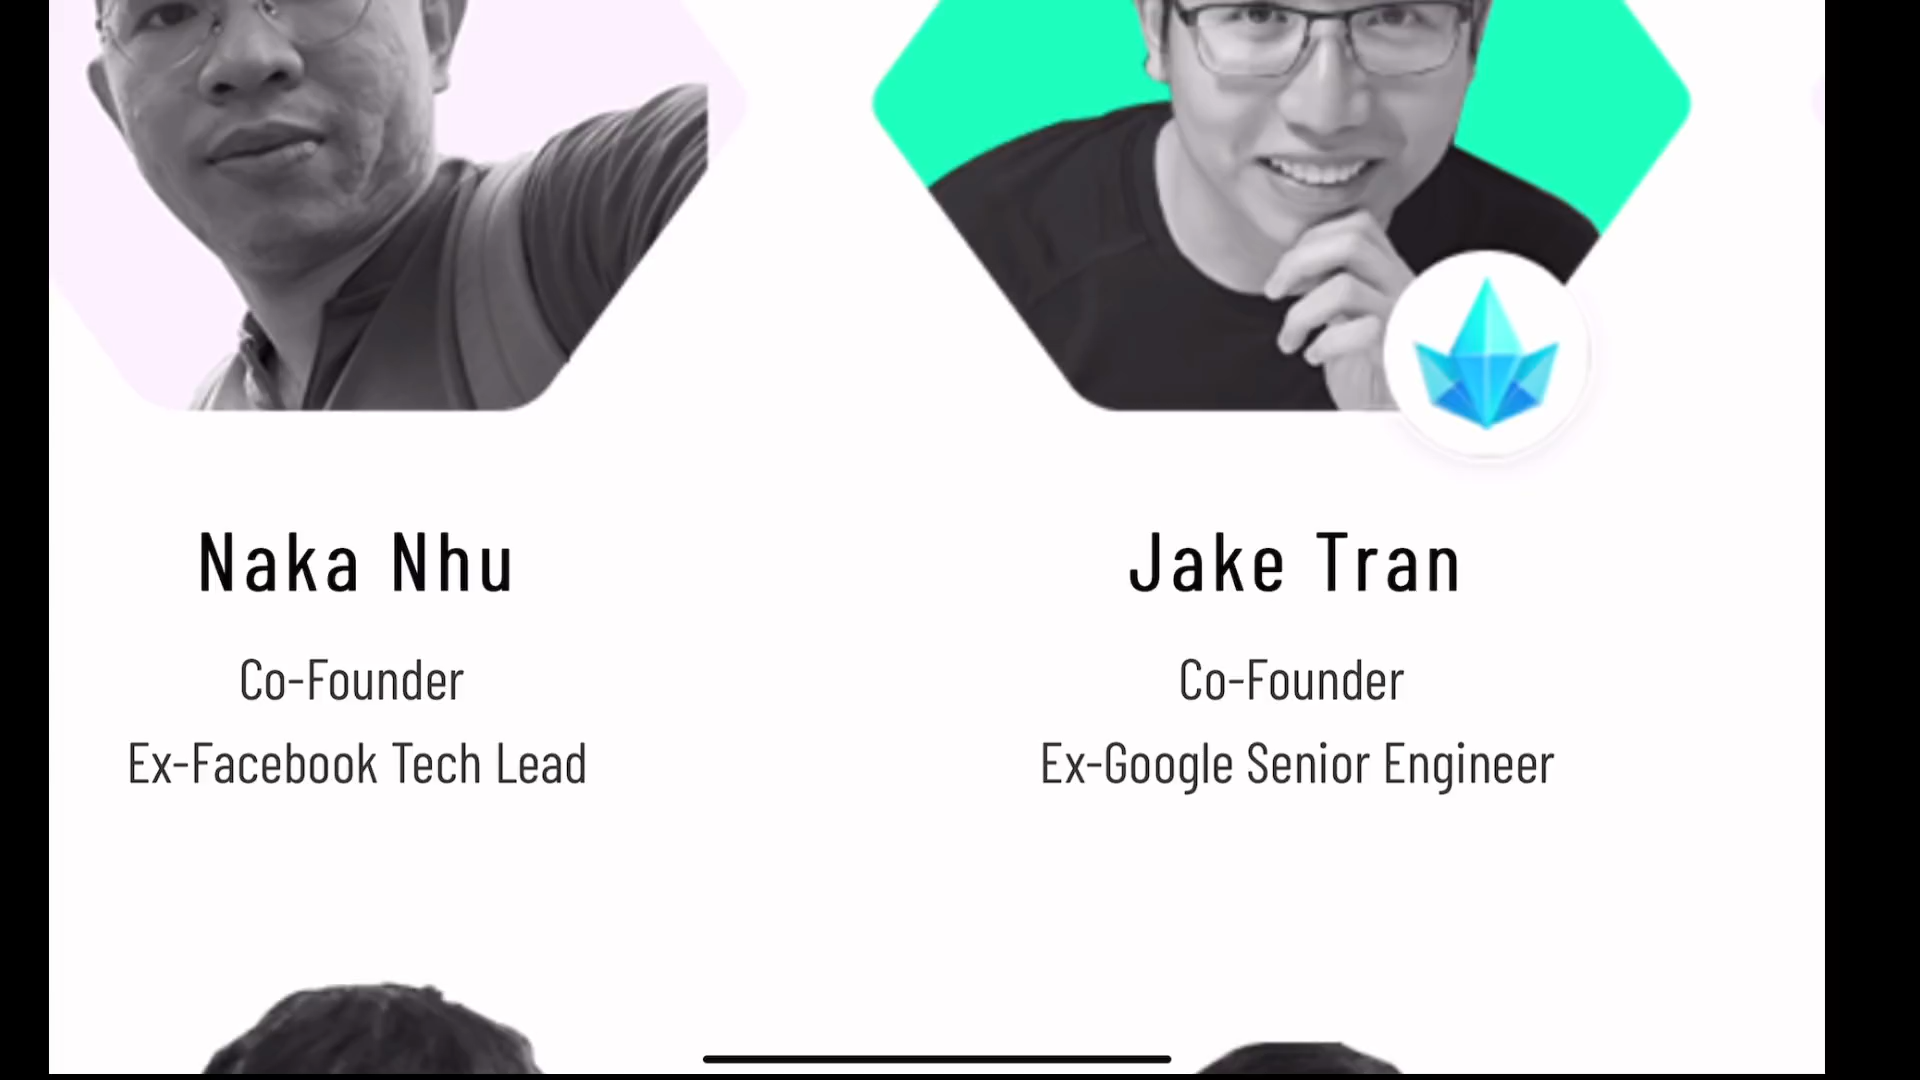 Naka Nhu
Co-Founder
Ex-Facebook Tech Lead
Jake Tran
Co-Founder
Ex-Google Senior Engineer